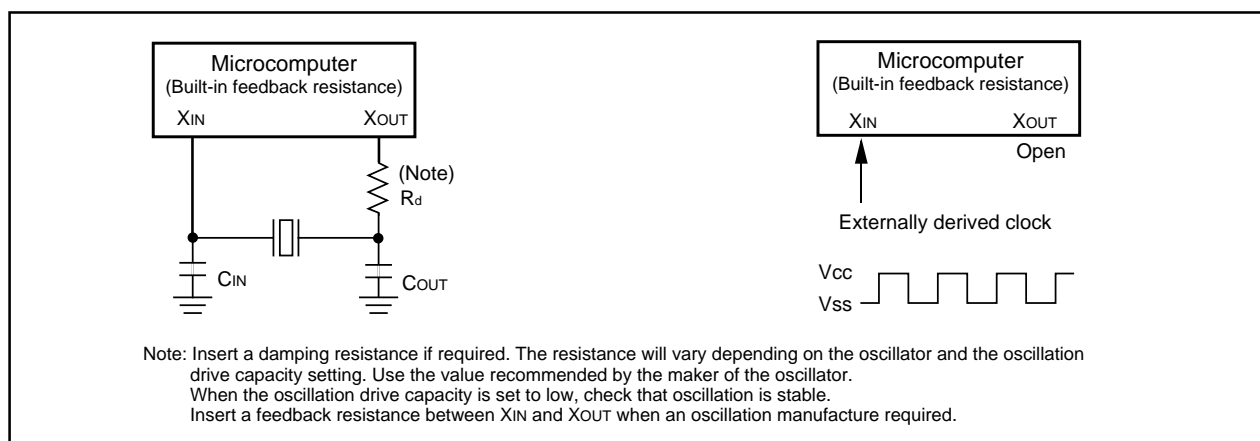 Microcomputer
(Built-in feedback resistance)
XIN XOUT
(Note)
Rd
CIN
COUT
Microcomputer
(Built-in feedback resistance)
XIN XOUT
Open
Externally derived clock
Vcc
Vss
Note: Insert a damping resistance if required. The resistance will vary depending on the oscillator and the oscillation
drive capacity setting. Use the value recommended by the maker of the oscillator.
When the oscillation drive capacity is set to low, check that oscillation is stable.
Insert a feedback resistance between XIN and XOUT when an oscillation manufacture required.